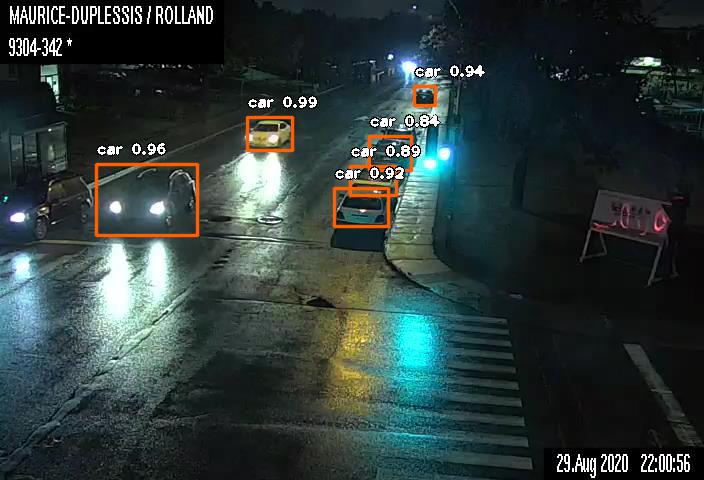 MAURICE-DUPLESSIS / ROLLAND
9304-342 *
car 0.94
car 0.99
car 0.84
car 0.89
car 0.96
car 0.92
29.Aug 2020 22:00:56